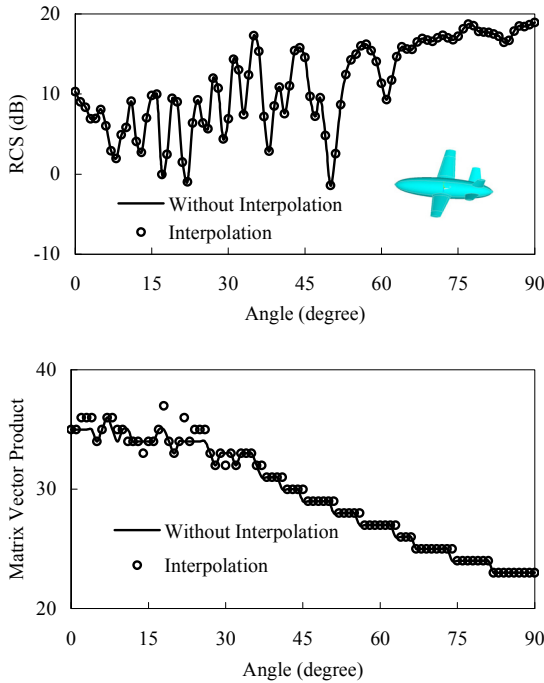 20
10
0
-10
RCS (dB)
Without Interpolation
Interpolation
0 15 30 45 60 75 90
Angle (degree)
40
30
20
Matrix Vector Product
Without Interpolation
Interpolation
0 15 30 45 60 75 90
Angle (degree)